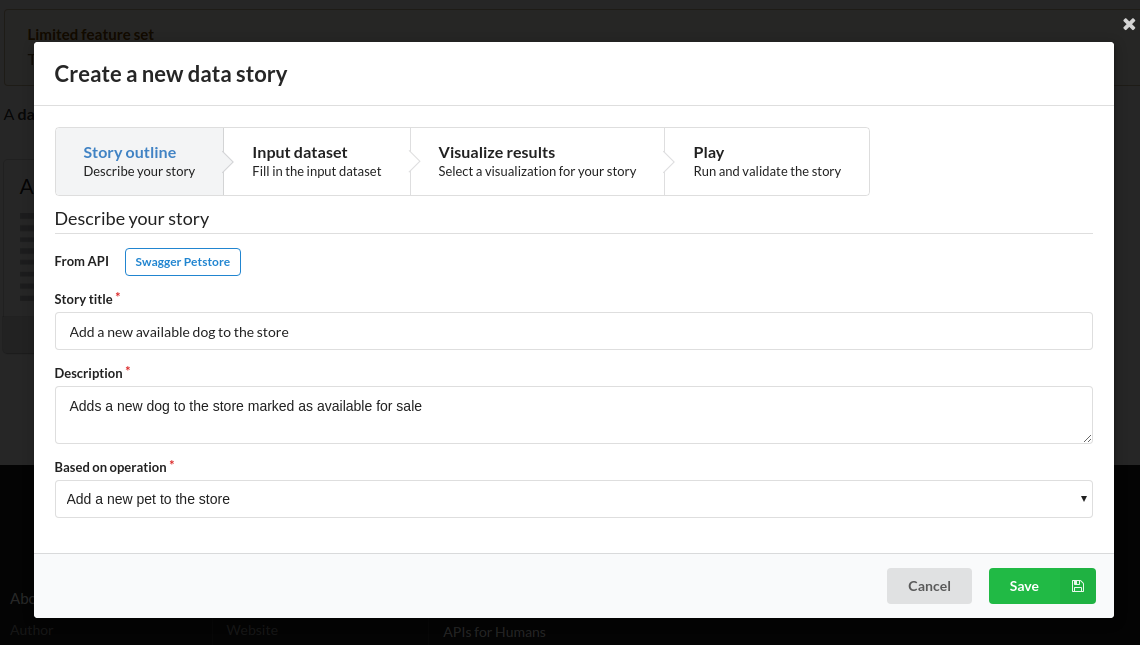 Limited feature set
Create a new data story
A da
Story outline
Describe your story
Input dataset
Fill in the input dataset
Visualize results
Select a visualization for your story
Play
Run and validate the story
A
Describe your story
From API
Swagger Petstore
Story title *
Add a new available dog to the store
Description *
Adds a new dog to the store marked as available for sale
Based on operation *
Add a new pet to the store
Cancel
Save
Abo
Author
Website
APIs for Humans